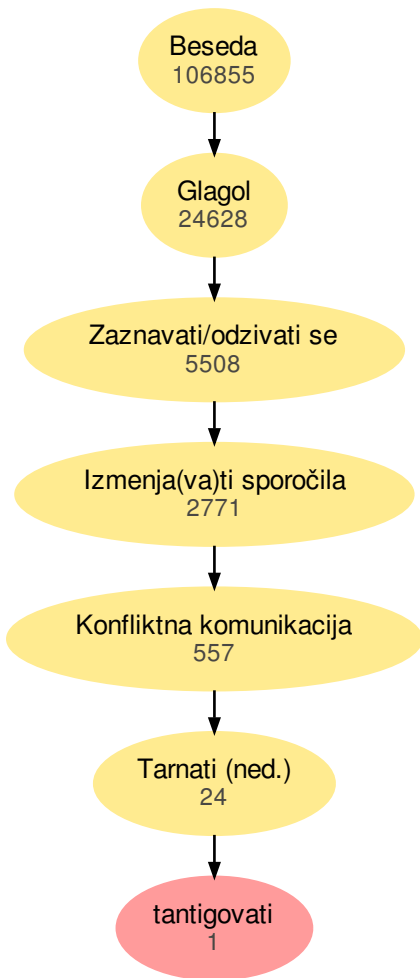 Beseda
106855
Glagol
24628
Zaznavati/odzivati se
5508
Izmenja(va)ti sporočila
2771
Konfliktna komunikacija
557
Tarnati (ned.)
24
tantigovati
1